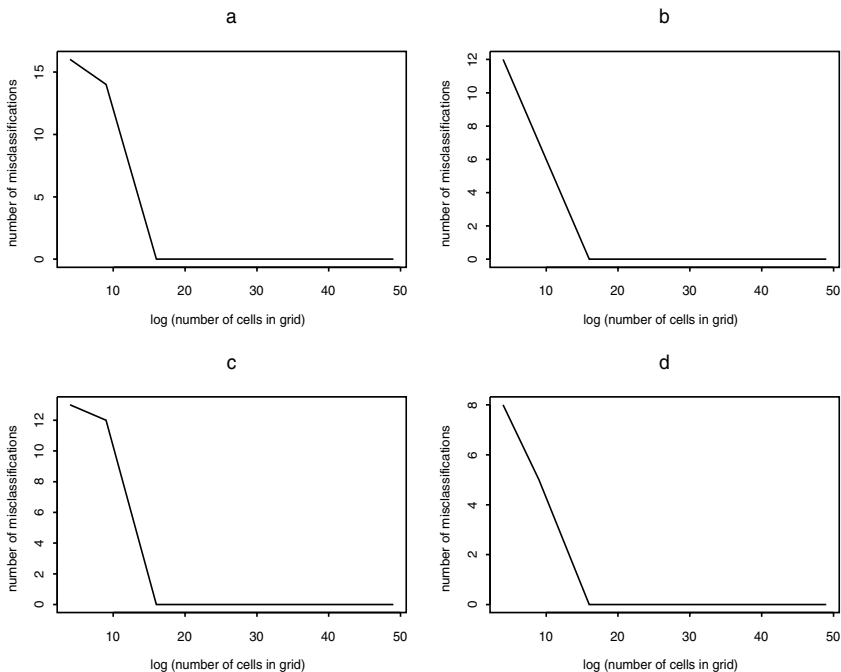 a
number of misclassifications
15
10
5
0
10 20 30 40 50
log (number of cells in grid)
b
number of misclassifications
12
10
8
6
4
2
0
10 20 30 40 50
log (number of cells in grid)
c
number of misclassifications
12
10
8
6
4
2
0
10 20 30 40 50
log (number of cells in grid)
d
number of misclassifications
8
6
4
2
0
10 20 30 40 50
log (number of cells in grid)